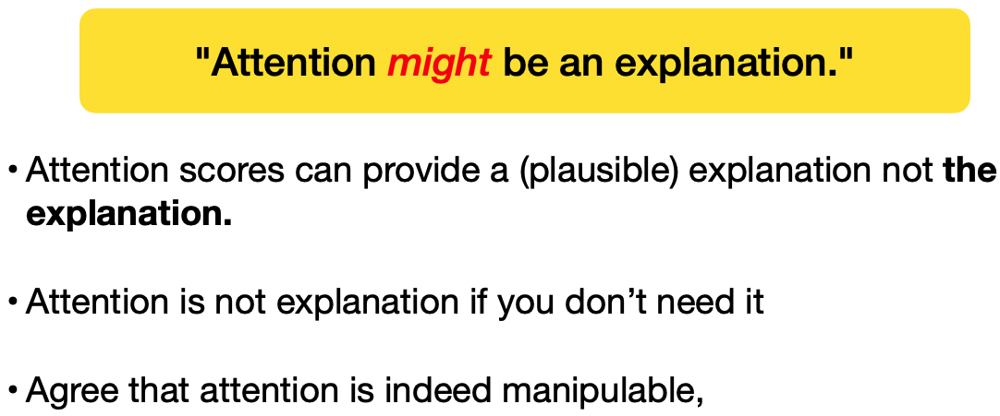 "Attention might be an explanation."
• Attention scores can provide a (plausible) explanation not the
explanation.
• Attention is not explanation if you don’t need it
• Agree that attention is indeed manipulable,